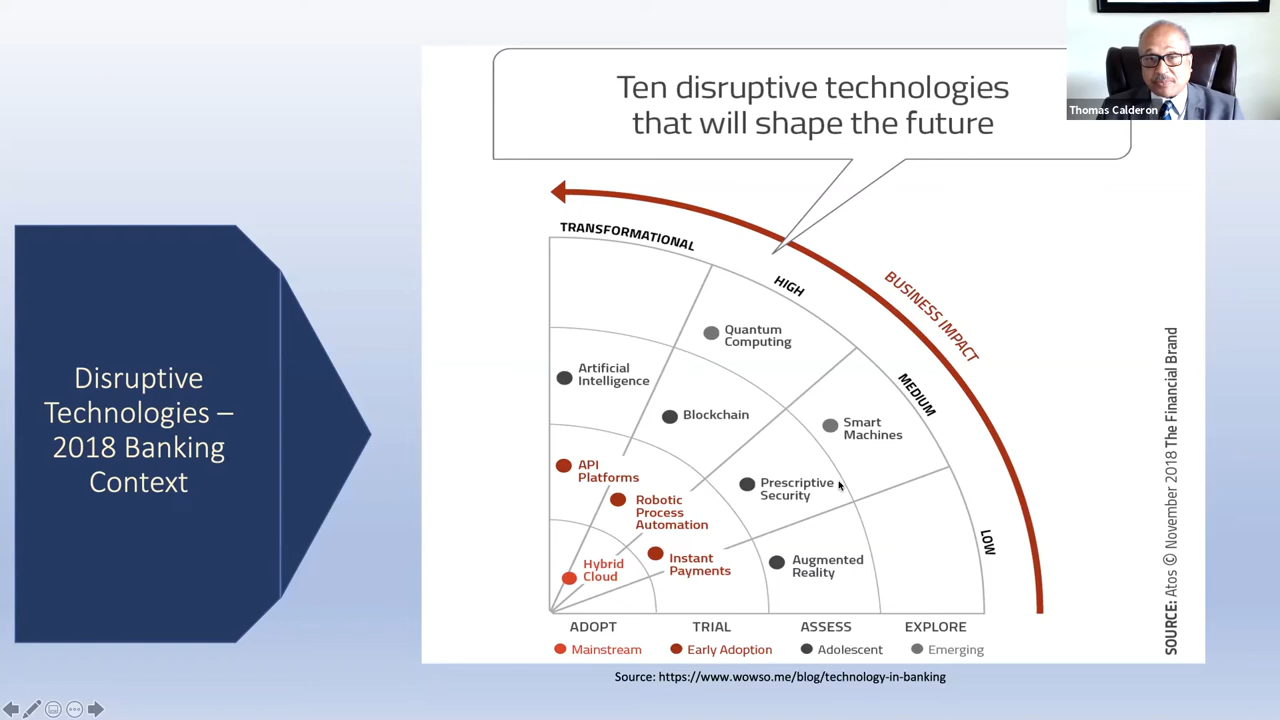 Ten disruptive technologies
that will shape the future
Thomas Calderon
TRANSFORMATIONAL
HIGH
MEDIUM
LOW
BUSINESS IMPACT
Quantum
Computing
Artificial
Intelligence
Blockchain
Smart
Machines
API
Platforms
Prescriptive
Security
Robotic
Process
Automation
Instant
Payments
Augmented
Reality
Hybrid
Cloud
ADOPT
TRIAL
ASSESS
EXPLORE
Mainstream
Early Adoption
Adolescent
Emerging
SOURCE: Atos © November 2018 The Financial Brand
Disruptive
Technologies –
2018 Banking
Context
Source: https://www.wowso.me/blog/technology-in-banking